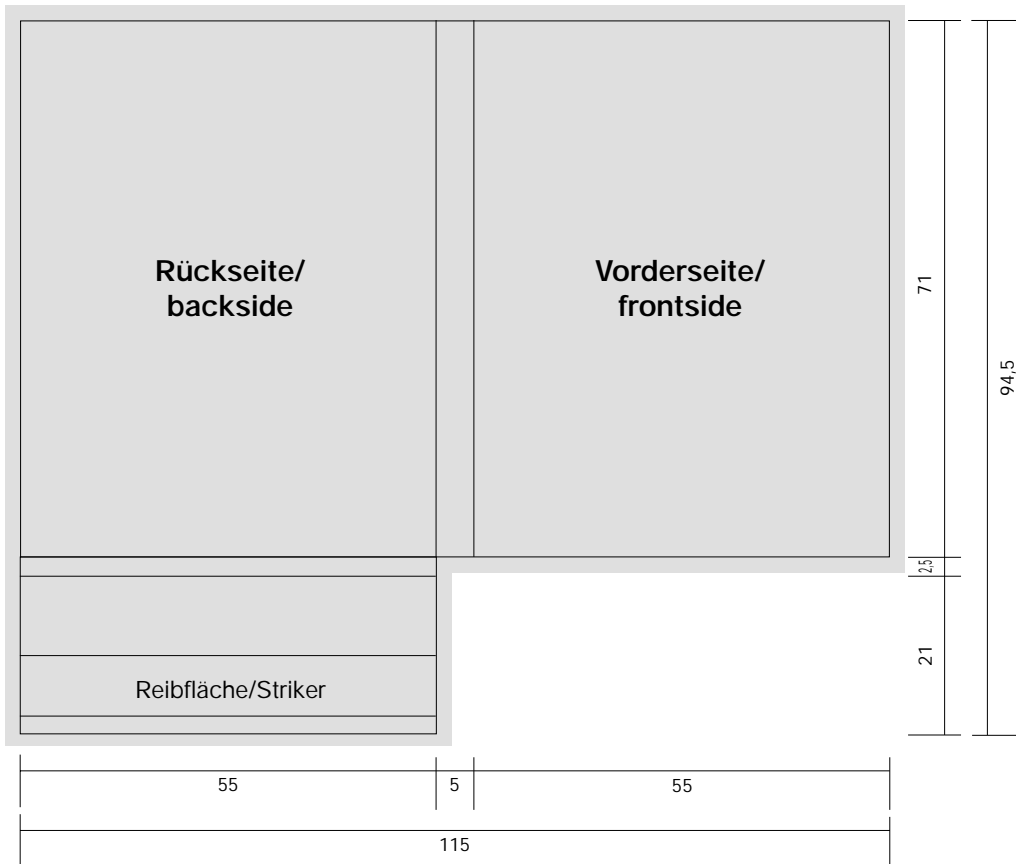 Rückseite/
backside
Vorderseite/
frontside
71
94,5
2,5
21
Reibfläche/Striker
55
5
55
115